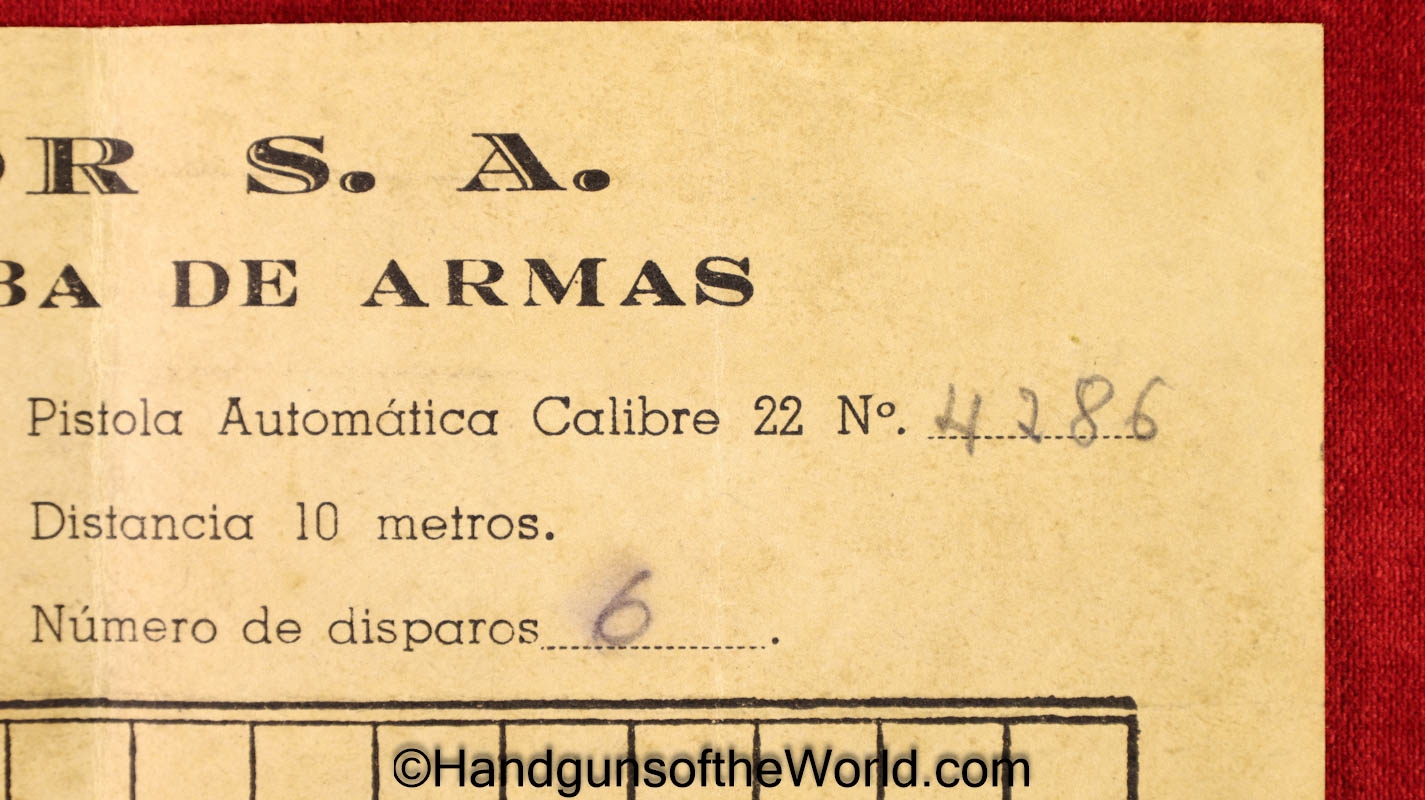 OR S. A.
BA DE ARMAS
Pistola Automática Calibre 22 Nº. 4286
Distancia 10 metros.
Número de disparos 6 .
©HandgunsoftheWorld.com